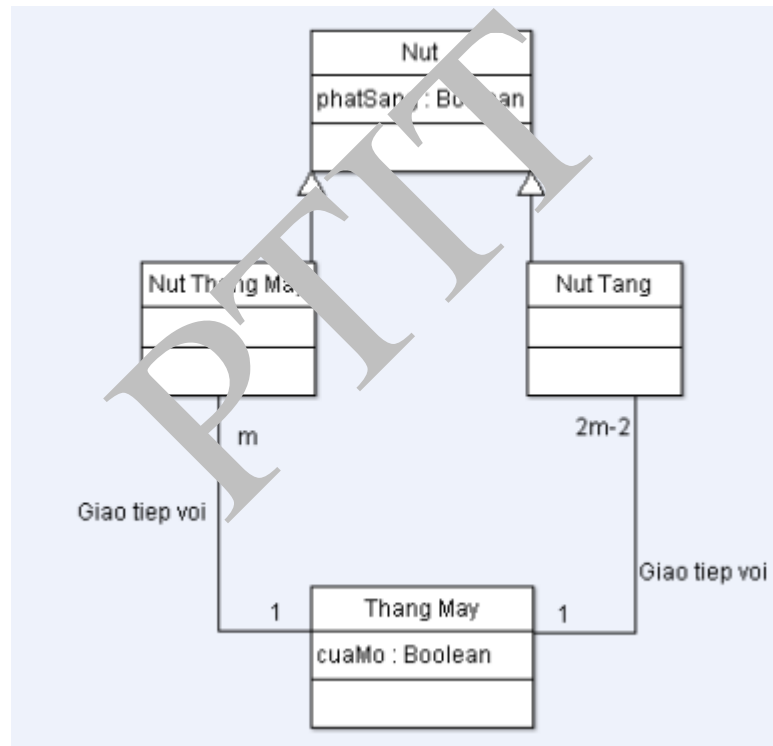 Nut
phatSang : Boolean
Nut Thang May
Nut Tang
m
2m-2
Giao tiep voi
Giao tiep voi
1
Thang May
1
cuaMo : Boolean
PTIT